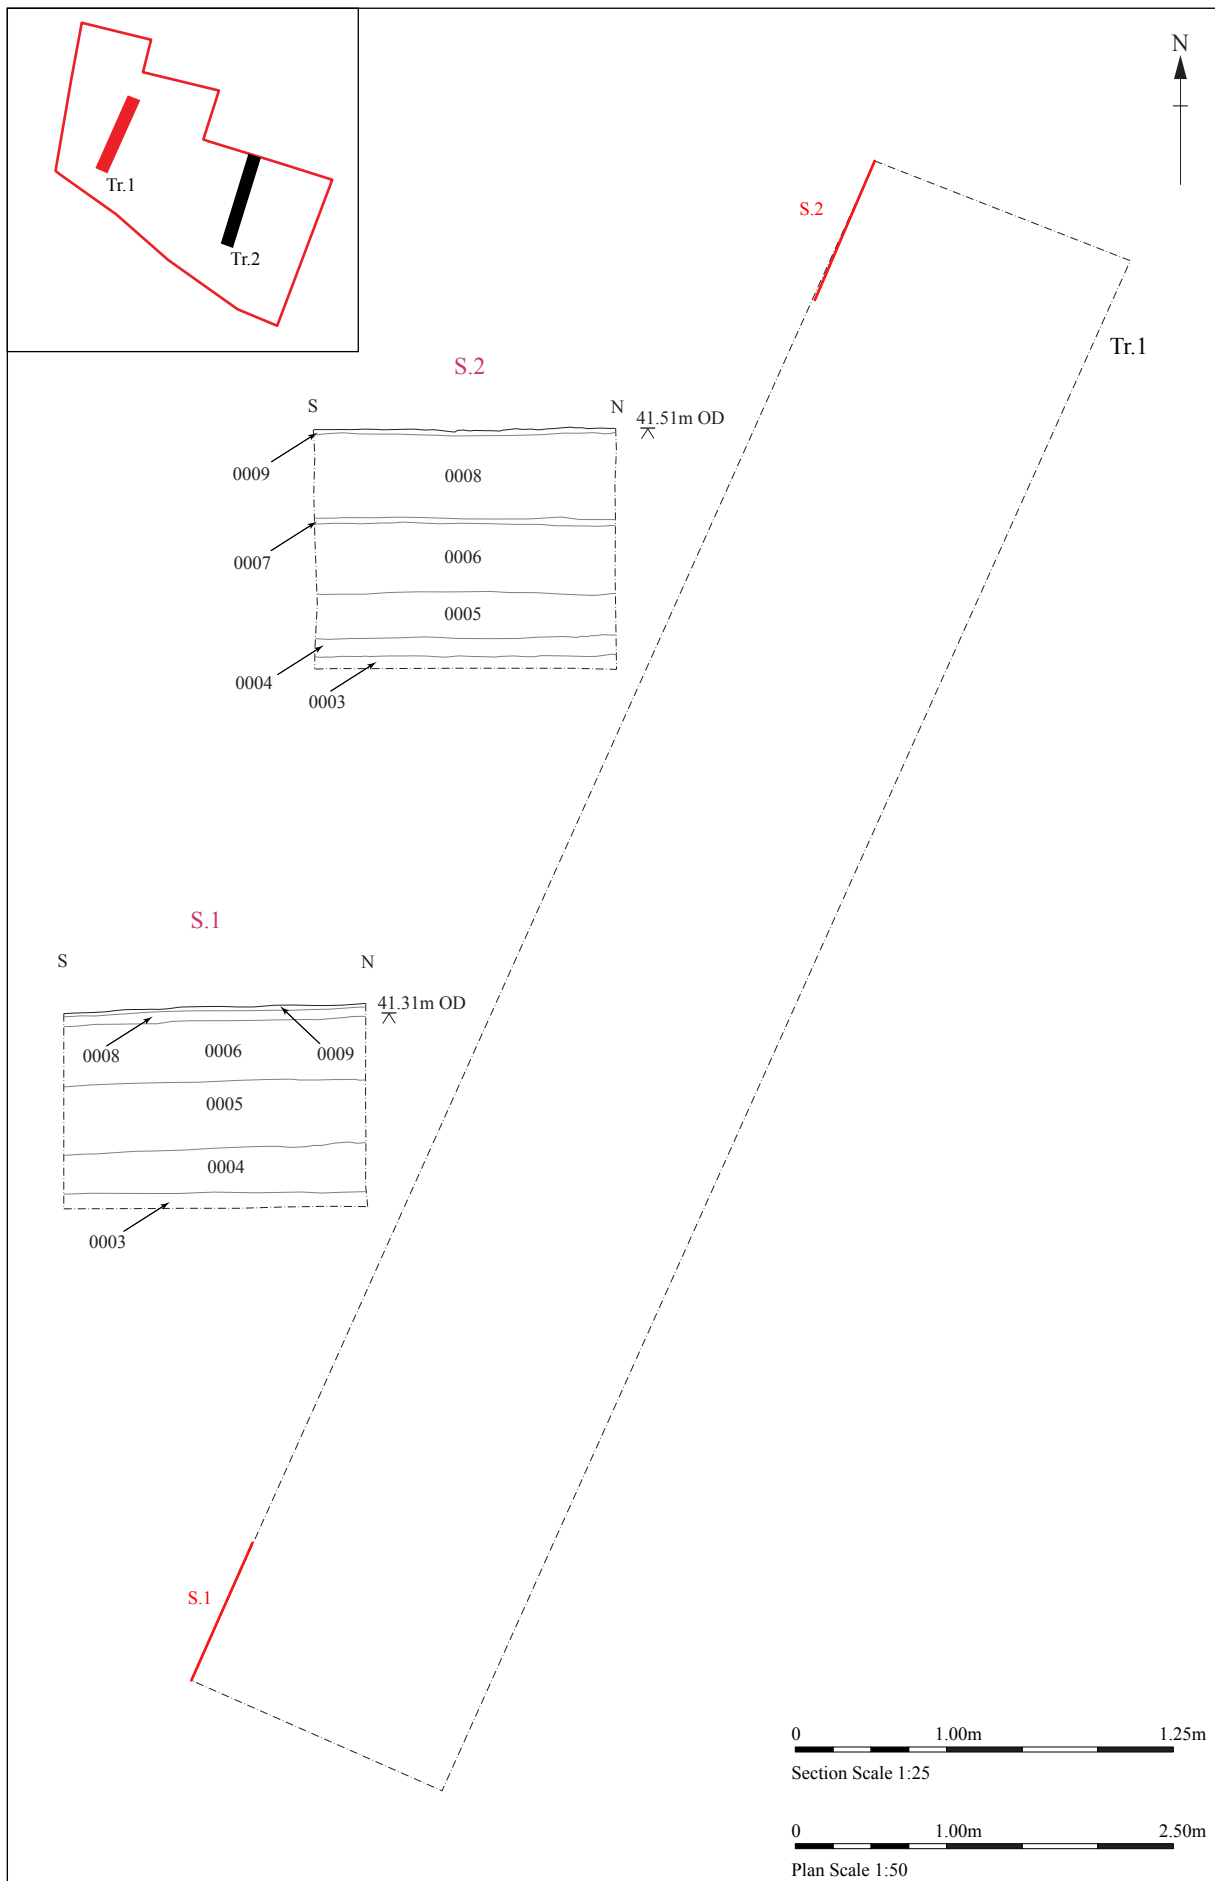 N
Tr.1
Tr.2
S.2
Tr.1
S.2
S N 41.51m OD
0009
0008
0007
0006
0005
0004
0003
S.1
S N
41.31m OD
0008 0006 0009
0005
0004
0003
S.1
0 1.00m 1.25m
Section Scale 1:25
0 1.00m 2.50m
Plan Scale 1:50